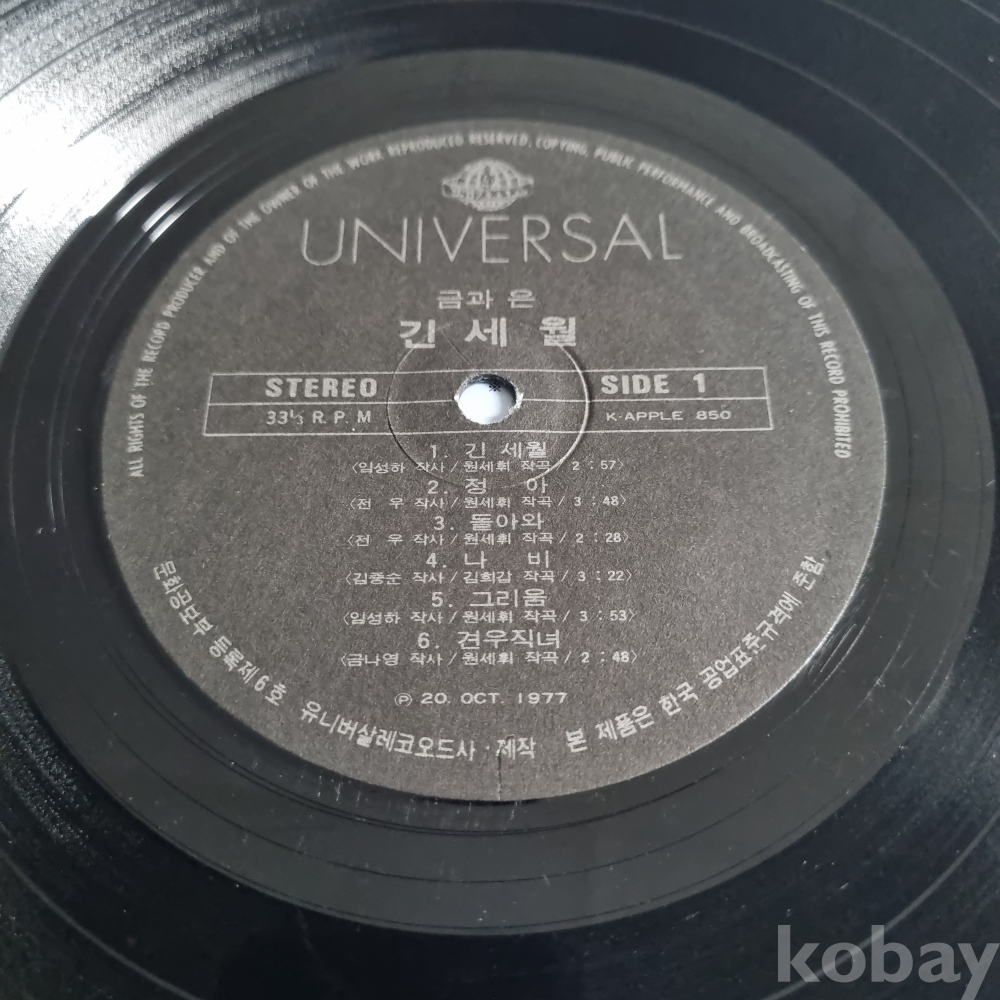 ALL RIGHTS OF THE RECORD PRODUCER AND OF THE OWNER OF THE WORK REPRODUCED RESERVED, COPYING, PUBLIC PERFORMANCE AND BROADCASTING OF THIS RECORD PROHIBITED
UNIVERSAL
금과 은
긴 세 월
STEREO SIDE 1
33⅓ R. P. M K-APPLE 850
1. 긴 세월
〈임성하 작사 / 원세휘 작곡 / 2 : 57〉
2. 정 아
〈전 우 작사 / 원세휘 작곡 / 3 : 48〉
3. 돌아와
〈전 우 작사 / 원세휘 작곡 / 2 : 28〉
4. 나 비
〈김중순 작사 / 김희갑 작곡 / 3 : 22〉
5. 그리움
〈임성하 작사 / 원세휘 작곡 / 3 : 53〉
6. 견우직녀
〈금나영 작사 / 원세휘 작곡 / 2 : 48〉
℗ 20. OCT. 1977
문화공보부 등록제6호 유니버살레코오드사 · 제작 본 제품은 한국 공업표준규격에 준함
kobay